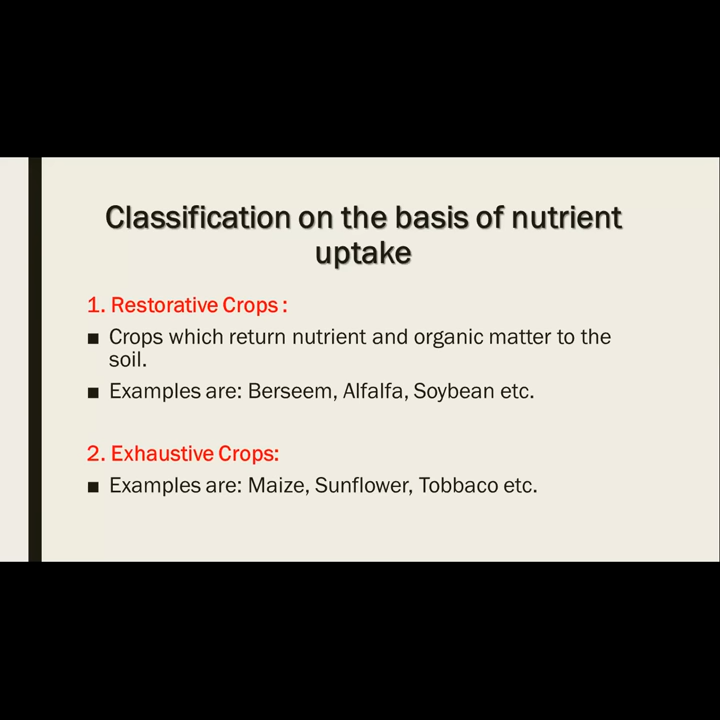 Classification on the basis of nutrient
uptake
1. Restorative Crops :
■ Crops which return nutrient and organic matter to the
soil.
■ Examples are: Berseem, Alfalfa, Soybean etc.
2. Exhaustive Crops:
■ Examples are: Maize, Sunflower, Tobbaco etc.